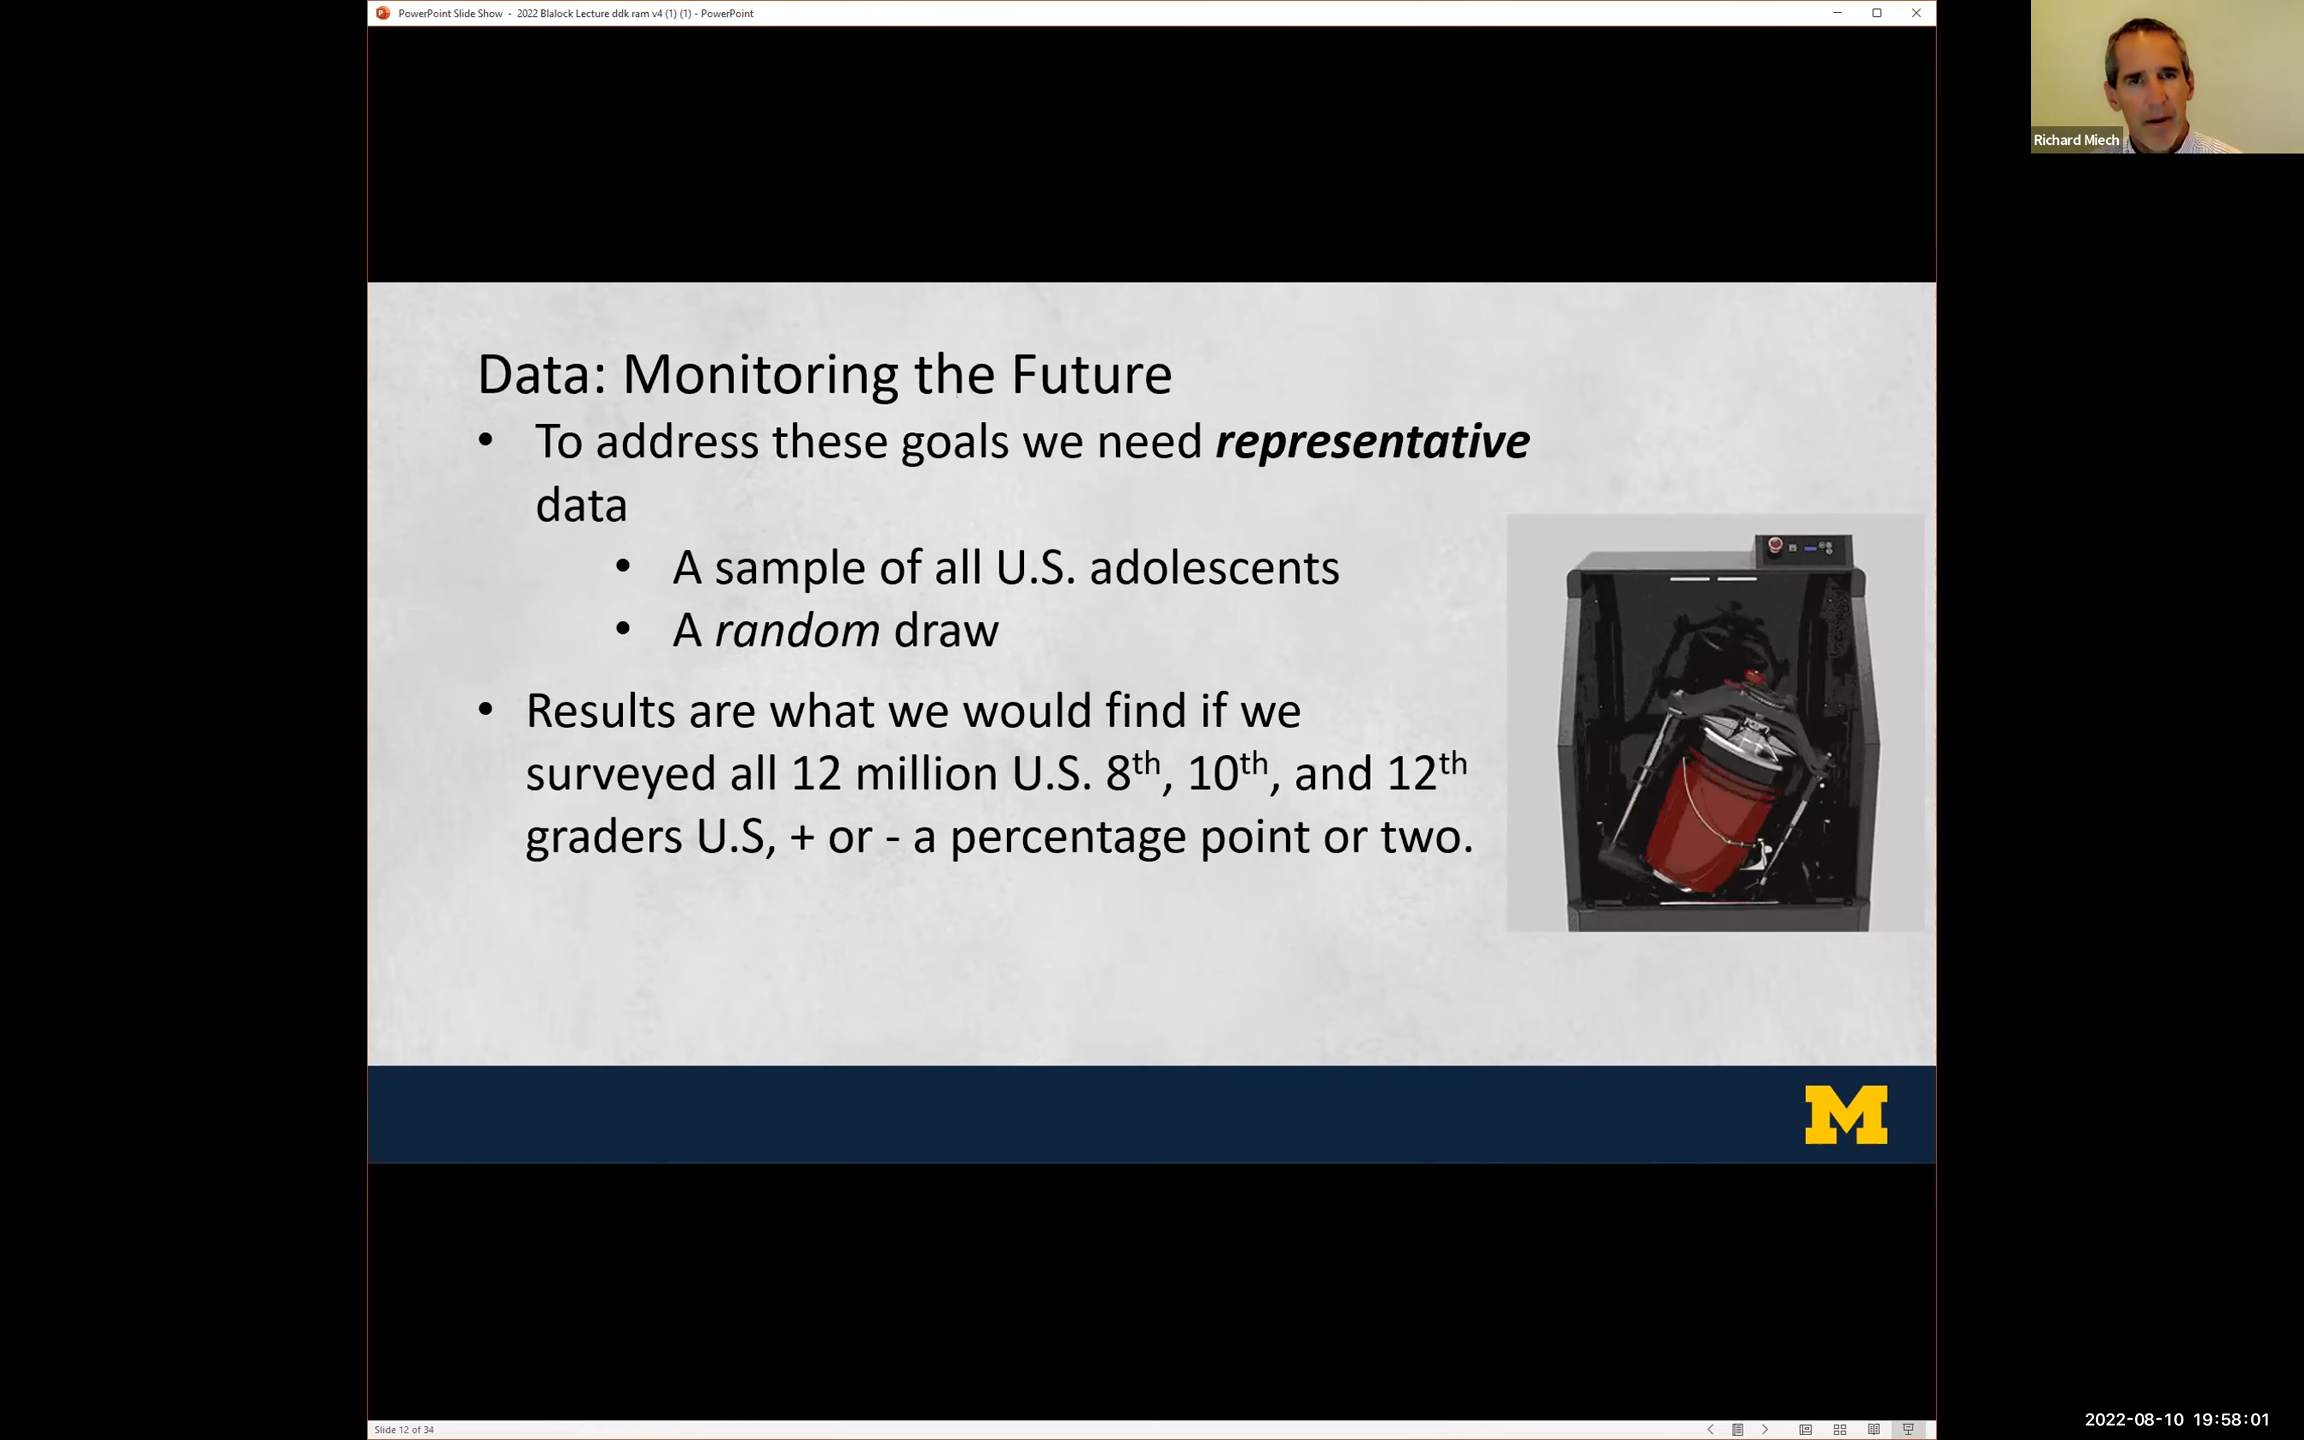 PowerPoint Slide Show - 2022 Blalock Lecture ddk ram v4 (1) (1) - PowerPoint
Richard Miech
Data: Monitoring the Future
• To address these goals we need representative
data
• A sample of all U.S. adolescents
• A random draw
• Results are what we would find if we
surveyed all 12 million U.S. 8th, 10th, and 12th
graders U.S, + or - a percentage point or two.
M
Slide 12 of 34
2022-08-10 19:58:01